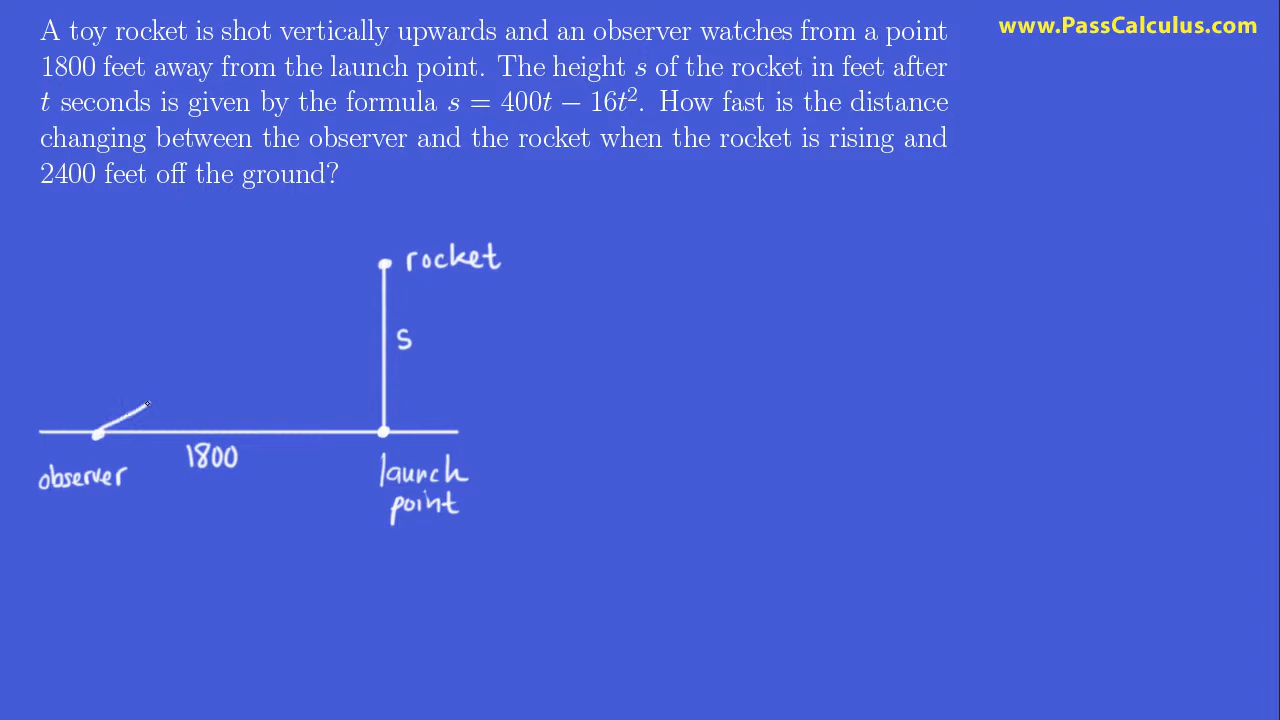 A toy rocket is shot vertically upwards and an observer watches from a point
www.PassCalculus.com
1800 feet away from the launch point. The height s of the rocket in feet after
t seconds is given by the formula s = 400t − 16t². How fast is the distance
changing between the observer and the rocket when the rocket is rising and
2400 feet off the ground?
rocket
s
1800
observer
launch
point